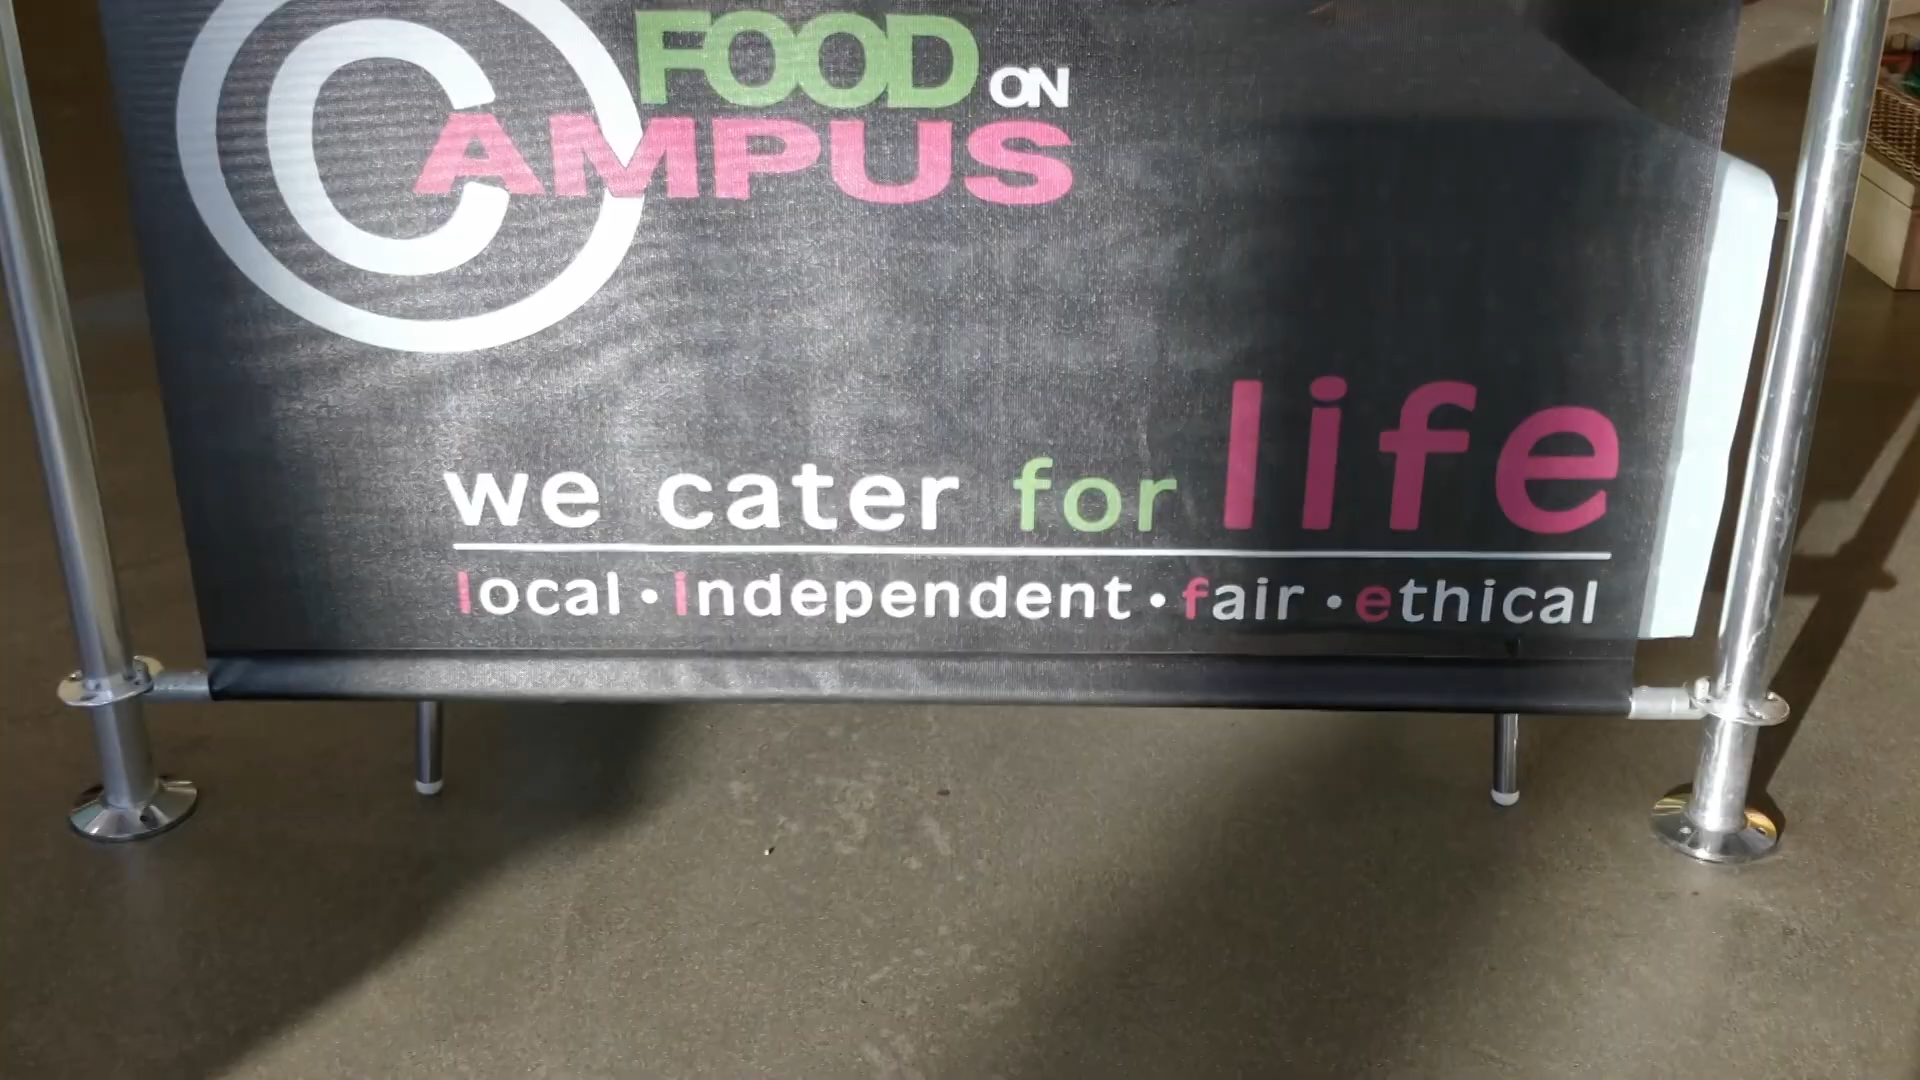 FOOD ON
CAMPUS
we cater for life
local • independent • fair • ethical